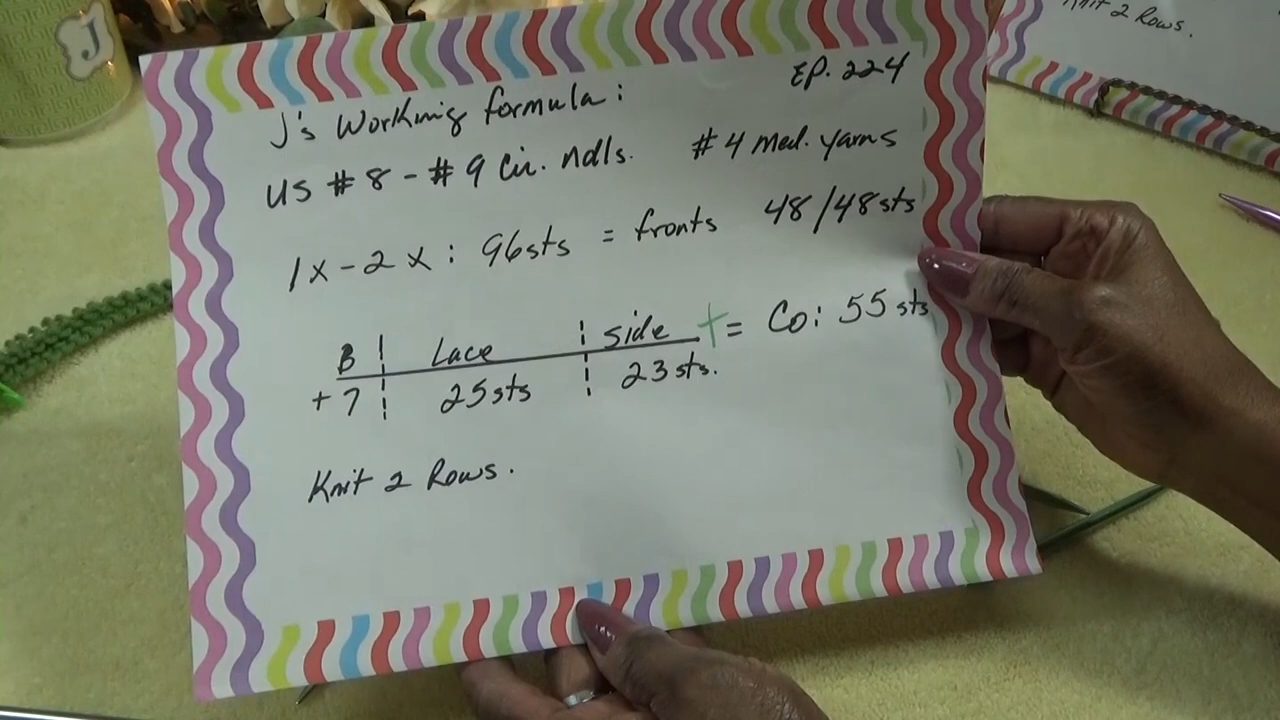 EP. 224
J's Working formula:
US #8 - #9 Cir. ndls. #4 med. yarns
1x - 2x: 96sts = fronts 48/48sts
B Lace side += Co: 55 sts
+7 25sts 23sts.
Knit 2 Rows.
Knit 2 Rows.
J